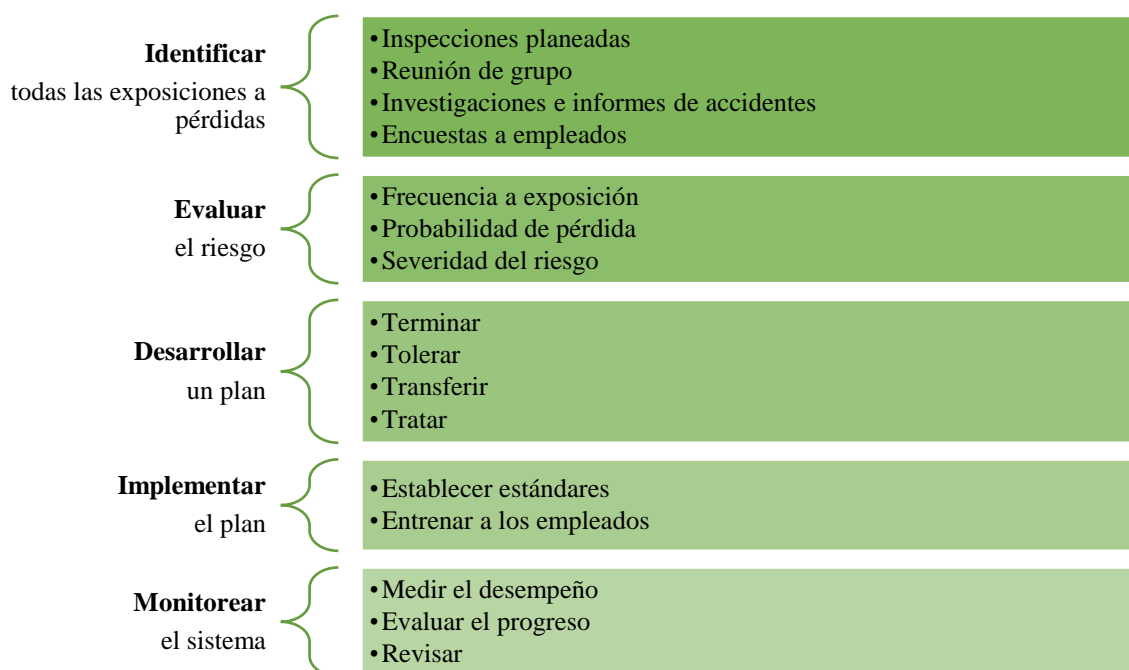 Identificar
todas las exposiciones a
pérdidas
•Inspecciones planeadas
•Reunión de grupo
•Investigaciones e informes de accidentes
•Encuestas a empleados
Evaluar
el riesgo
•Frecuencia a exposición
•Probabilidad de pérdida
•Severidad del riesgo
Desarrollar
un plan
•Terminar
•Tolerar
•Transferir
•Tratar
Implementar
el plan
•Establecer estándares
•Entrenar a los empleados
Monitorear
el sistema
•Medir el desempeño
•Evaluar el progreso
•Revisar